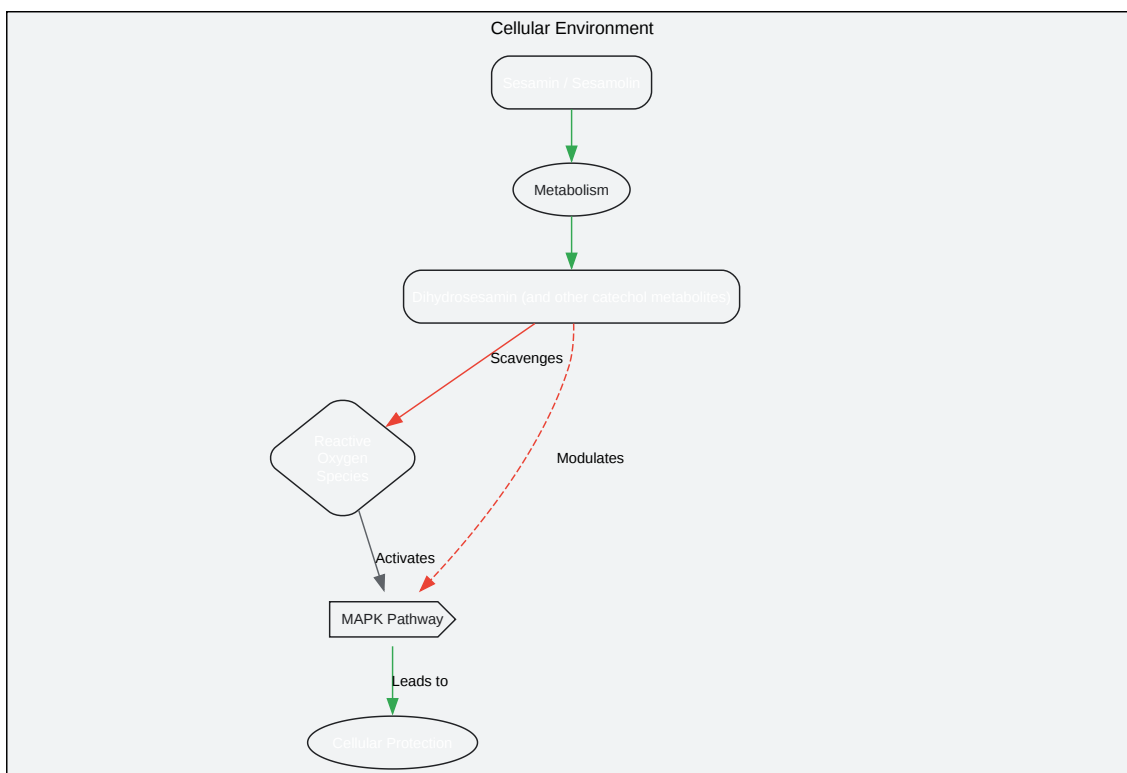 Cellular Environment
Sesamin / Sesamolin
Metabolism
Dihydrosesamin (and other catechol metabolites)
Scavenges
Reactive
Oxygen
Species
Modulates
Activates
MAPK Pathway
Leads to
Cellular Protection